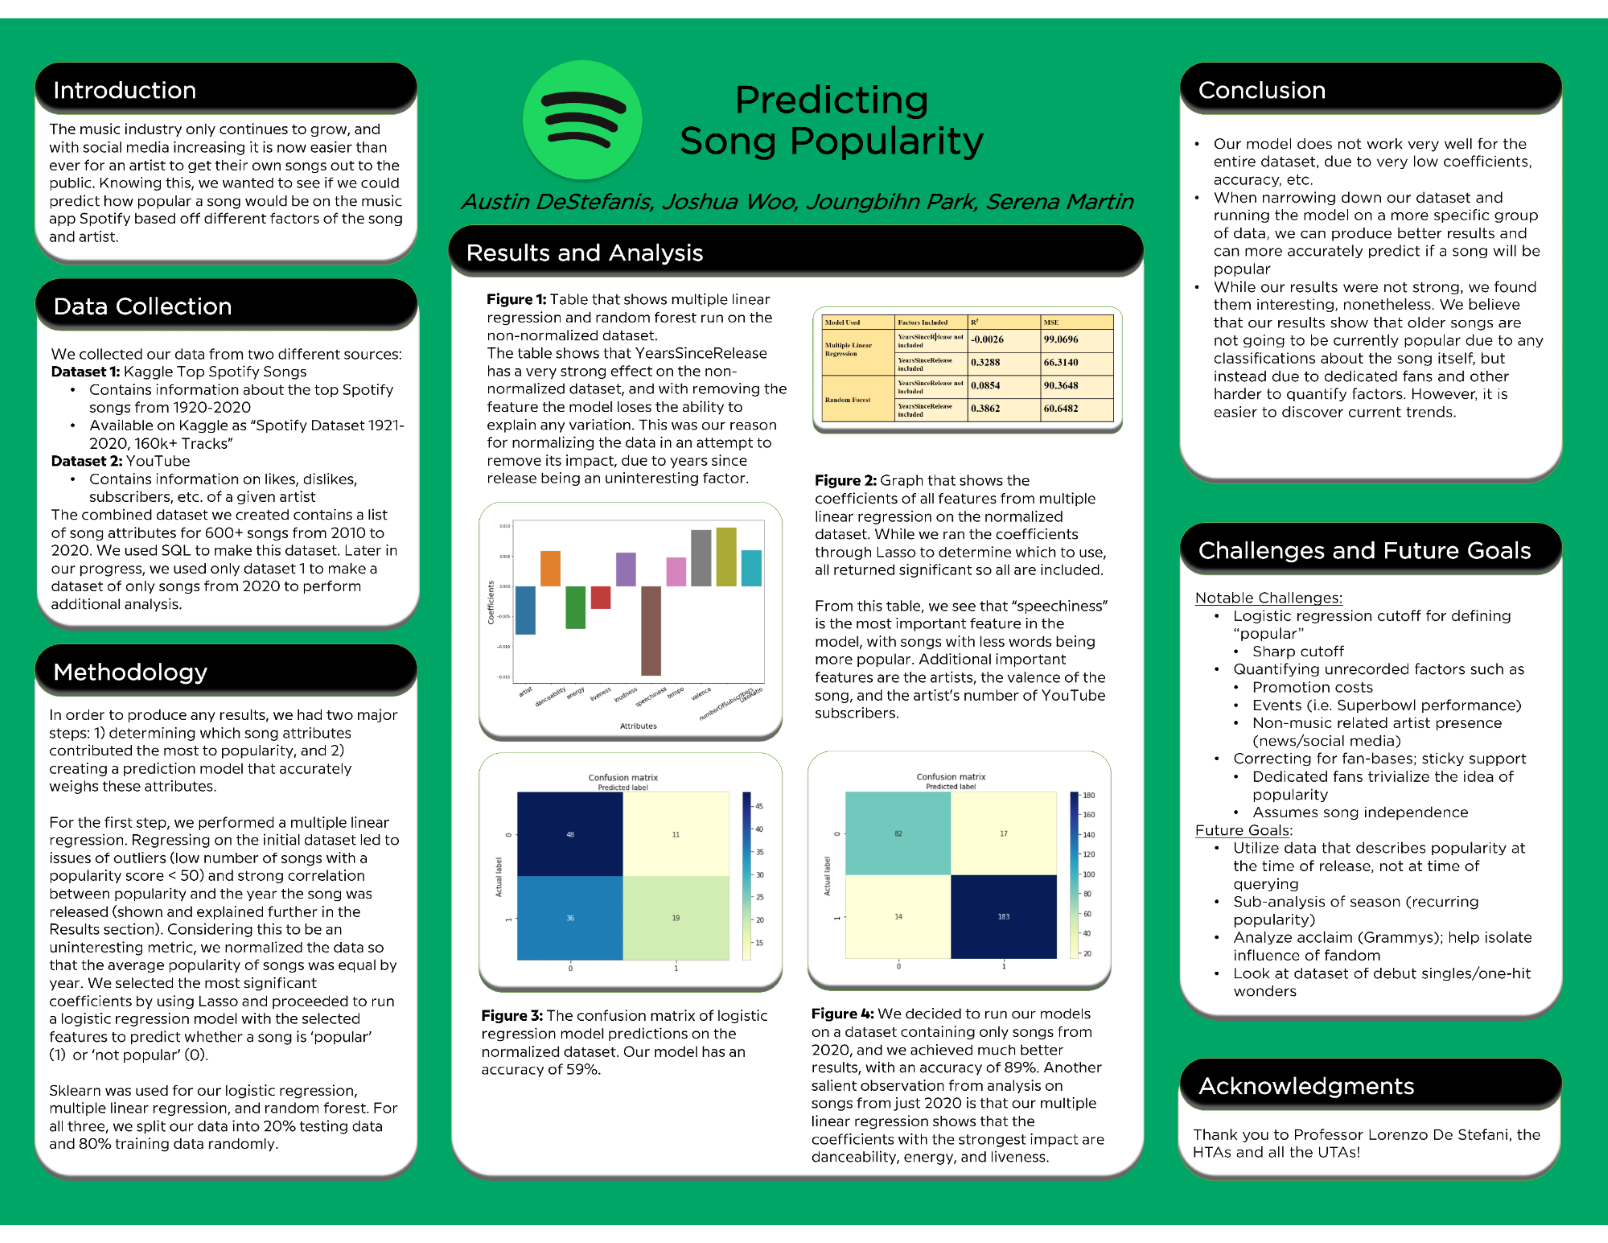 Introduction
The music industry only continues to grow, and
with social media increasing it is now easier than
ever for an artist to get their own songs out to the
public. Knowing this, we wanted to see if we could
predict how popular a song would be on the music
app Spotify based off different factors of the song
and artist.
Data Collection
We collected our data from two different sources:
Dataset 1: Kaggle Top Spotify Songs
• Contains information about the top Spotify
songs from 1920-2020
• Available on Kaggle as “Spotify Dataset 1921-
2020, 160k+ Tracks”
Dataset 2: YouTube
• Contains information on likes, dislikes,
subscribers, etc. of a given artist
The combined dataset we created contains a list
of song attributes for 600+ songs from 2010 to
2020. We used SQL to make this dataset. Later in
our progress, we used only dataset 1 to make a
dataset of only songs from 2020 to perform
additional analysis.
Methodology
In order to produce any results, we had two major
steps: 1) determining which song attributes
contributed the most to popularity, and 2)
creating a prediction model that accurately
weighs these attributes.
For the first step, we performed a multiple linear
regression. Regressing on the initial dataset led to
issues of outliers (low number of songs with a
popularity score < 50) and strong correlation
between popularity and the year the song was
released (shown and explained further in the
Results section). Considering this to be an
uninteresting metric, we normalized the data so
that the average popularity of songs was equal by
year. We selected the most significant
coefficients by using Lasso and proceeded to run
a logistic regression model with the selected
features to predict whether a song is ‘popular’
(1) or ‘not popular’ (0).
Sklearn was used for our logistic regression,
multiple linear regression, and random forest. For
all three, we split our data into 20% testing data
and 80% training data randomly.
Predicting
Song Popularity
Austin DeStefanis, Joshua Woo, Joungbihn Park, Serena Martin
Results and Analysis
Figure 1: Table that shows multiple linear
regression and random forest run on the
non-normalized dataset.
The table shows that YearsSinceRelease
has a very strong effect on the non-
normalized dataset, and with removing the
feature the model loses the ability to
explain any variation. This was our reason
for normalizing the data in an attempt to
remove its impact, due to years since
release being an uninteresting factor.
Model Used Factors Included R² MSE
Multiple Linear Regression YearsSinceRelease not included -0.0026 99.0696
YearsSinceRelease included 0.3288 66.3140
Random Forest YearsSinceRelease not included 0.0854 90.3648
YearsSinceRelease included 0.3862 60.6482
Coefficients
0.010
0.005
0.000
-0.005
-0.010
-0.015
artist danceability energy liveness loudness speechiness tempo valence numberOfSubscribers
Attributes
Figure 2: Graph that shows the
coefficients of all features from multiple
linear regression on the normalized
dataset. While we ran the coefficients
through Lasso to determine which to use,
all returned significant so all are included.
From this table, we see that “speechiness”
is the most important feature in the
model, with songs with less words being
more popular. Additional important
features are the artists, the valence of the
song, and the artist’s number of YouTube
subscribers.
Confusion matrix
Predicted label
Actual label
0 48 11
1 36 19
0 1
45
40
35
30
25
20
15
Figure 3: The confusion matrix of logistic
regression model predictions on the
normalized dataset. Our model has an
accuracy of 59%.
Confusion matrix
Predicted label
Actual label
0 82 17
1 14 183
0 1
180
160
140
120
100
80
60
40
20
Figure 4: We decided to run our models
on a dataset containing only songs from
2020, and we achieved much better
results, with an accuracy of 89%. Another
salient observation from analysis on
songs from just 2020 is that our multiple
linear regression shows that the
coefficients with the strongest impact are
danceability, energy, and liveness.
Conclusion
• Our model does not work very well for the
entire dataset, due to very low coefficients,
accuracy, etc.
• When narrowing down our dataset and
running the model on a more specific group
of data, we can produce better results and
can more accurately predict if a song will be
popular
• While our results were not strong, we found
them interesting, nonetheless. We believe
that our results show that older songs are
not going to be currently popular due to any
classifications about the song itself, but
instead due to dedicated fans and other
harder to quantify factors. However, it is
easier to discover current trends.
Challenges and Future Goals
Notable Challenges:
• Logistic regression cutoff for defining
“popular”
• Sharp cutoff
• Quantifying unrecorded factors such as
• Promotion costs
• Events (i.e. Superbowl performance)
• Non-music related artist presence
(news/social media)
• Correcting for fan-bases; sticky support
• Dedicated fans trivialize the idea of
popularity
• Assumes song independence
Future Goals:
• Utilize data that describes popularity at
the time of release, not at time of
querying
• Sub-analysis of season (recurring
popularity)
• Analyze acclaim (Grammys); help isolate
influence of fandom
• Look at dataset of debut singles/one-hit
wonders
Acknowledgments
Thank you to Professor Lorenzo De Stefani, the
HTAs and all the UTAs!